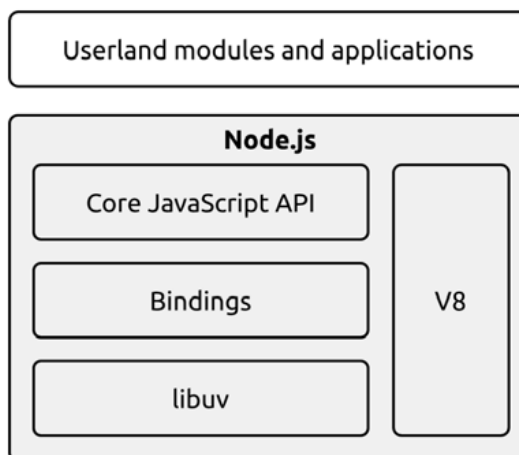 Userland modules and applications
Node.js
Core JavaScript API
Bindings
V8
libuv